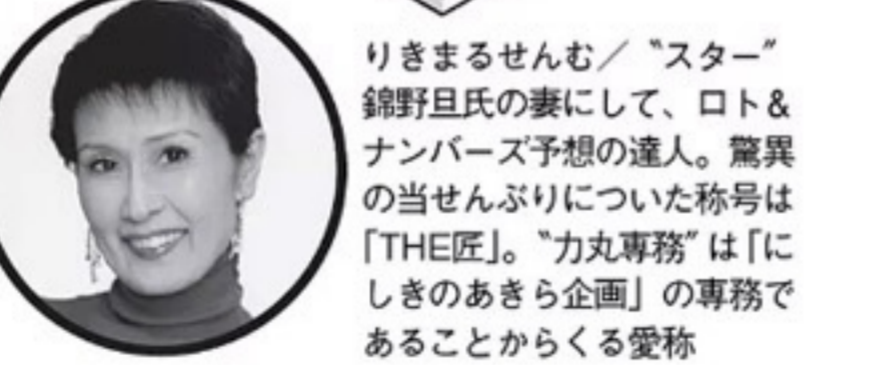 りきまるせんむ／〝スター〟
錦野旦氏の妻にして、ロト＆
ナンバーズ予想の達人。驚異
の当せんぶりについた称号は
「THE匠」。〝力丸専務〟は「に
しきのあきら企画」の専務で
あることからくる愛称